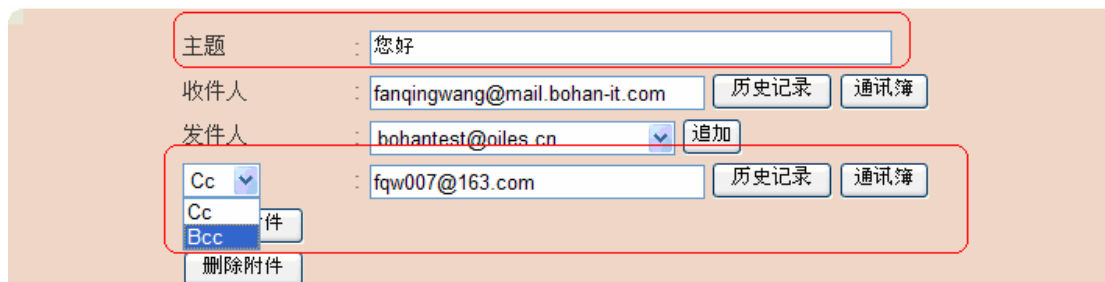 主题 : 您好
收件人 : fanqingwang@mail.bohan-it.com 历史记录 通讯簿
发件人 : bohantest@oiles.cn 追加
Cc : fqw007@163.com 历史记录 通讯簿
Cc
件
Bcc
删除附件